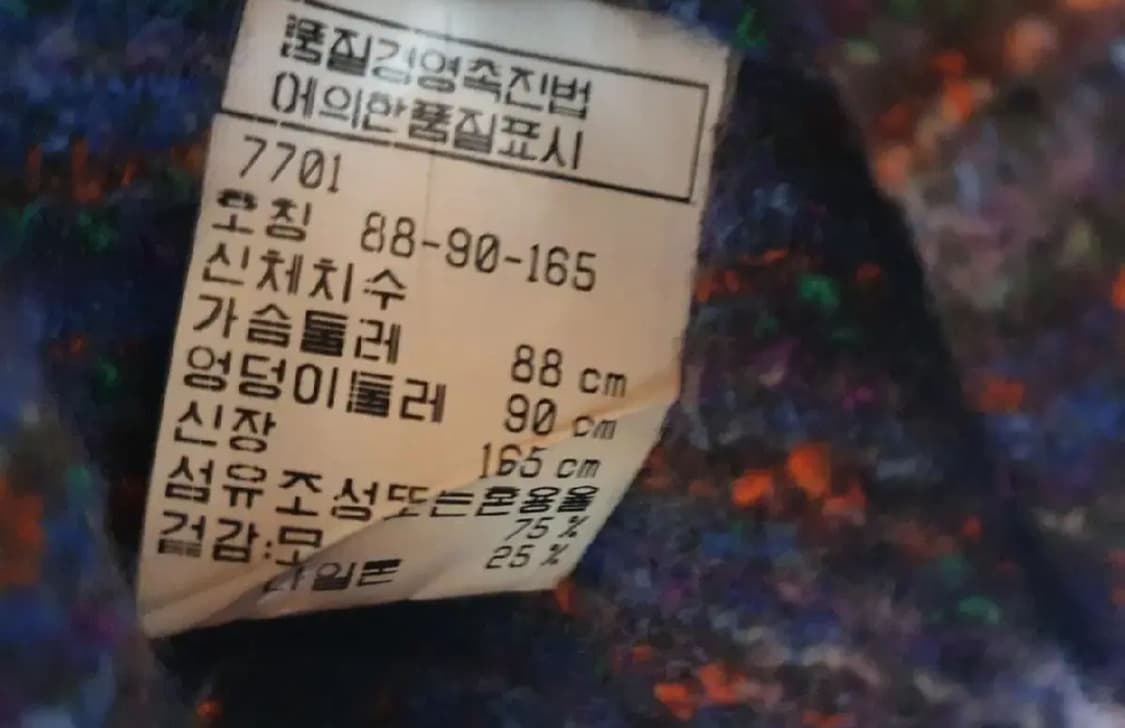 품질경영촉진법
에의한품질표시
7701
호칭 88-90-165
신체치수
가슴둘레 88 cm
엉덩이둘레 90 cm
신장 165 cm
섬유조성또는혼용율
겉감:모 75 %
나일론 25 %